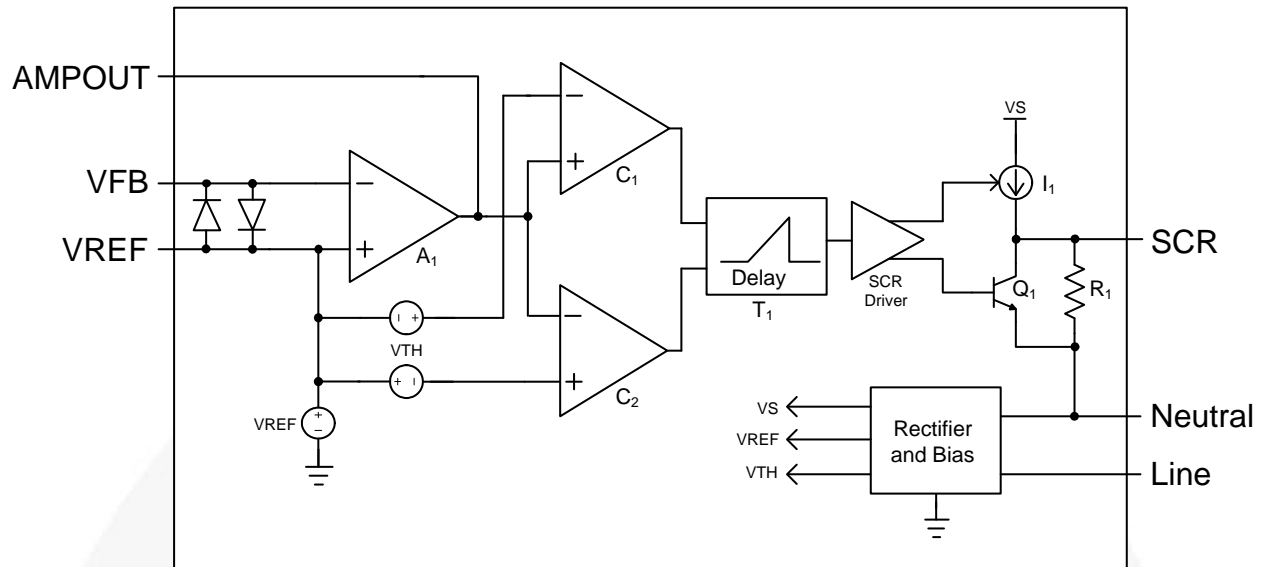 AMPOUT
VFB
VREF
A1
C1
C2
VTH
VREF
Delay
T1
SCR
Driver
VS
I1
Q1
R1
SCR
VS
VREF
VTH
Rectifier
and Bias
Neutral
Line